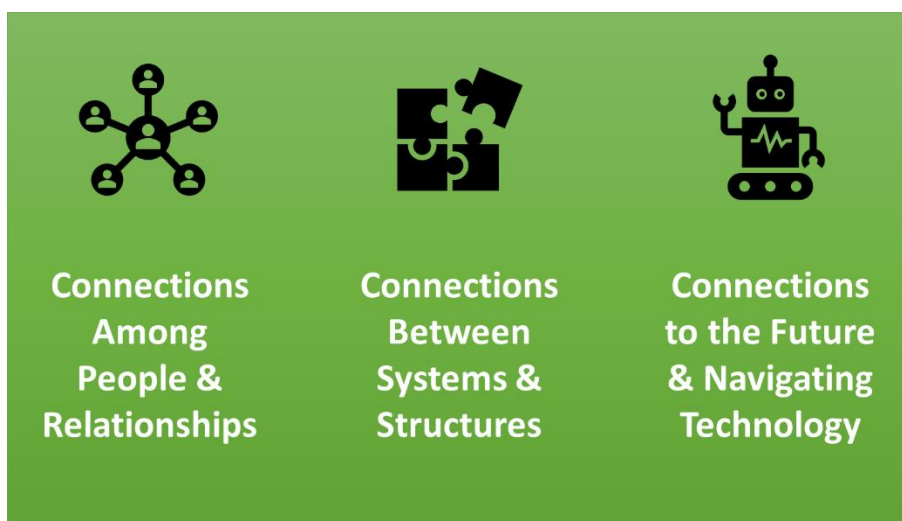 Connections
Among
People &
Relationships
Connections
Between
Systems &
Structures
Connections
to the Future
& Navigating
Technology